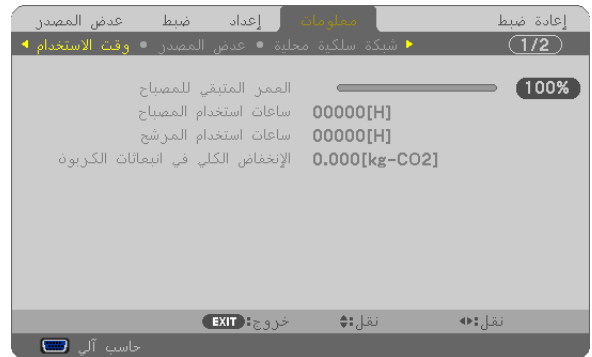 عرض المصدر ضبط إعداد معلومات إعادة ضبط
وقت الاستخدام • عرض المصدر • شبكة سلكية محلية 1/2
العمر المتبقي للمصباح 100%
ساعات استخدام المصباح 00000[H]
ساعات استخدام المرشح 00000[H]
الإنخفاض الكلي في انبعاثات الكربون 0.000[kg-CO2]
EXIT خروج: نقل: نقل:
حاسب آلي